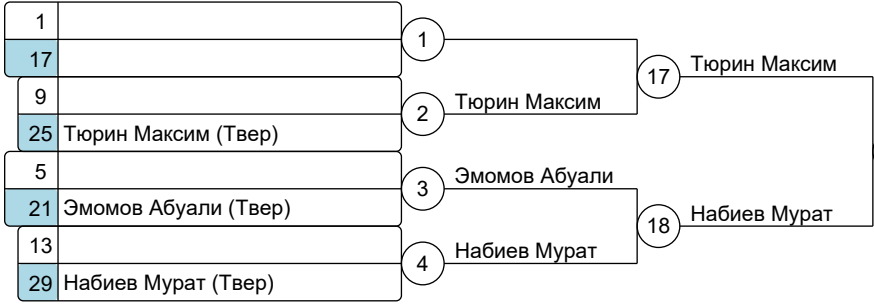 1
17
1
9
25 Тюрин Максим (Твер)
2
Тюрин Максим
17
Тюрин Максим
5
21 Эмомов Абуали (Твер)
3
Эмомов Абуали
13
29 Набиев Мурат (Твер)
4
Набиев Мурат
18
Набиев Мурат